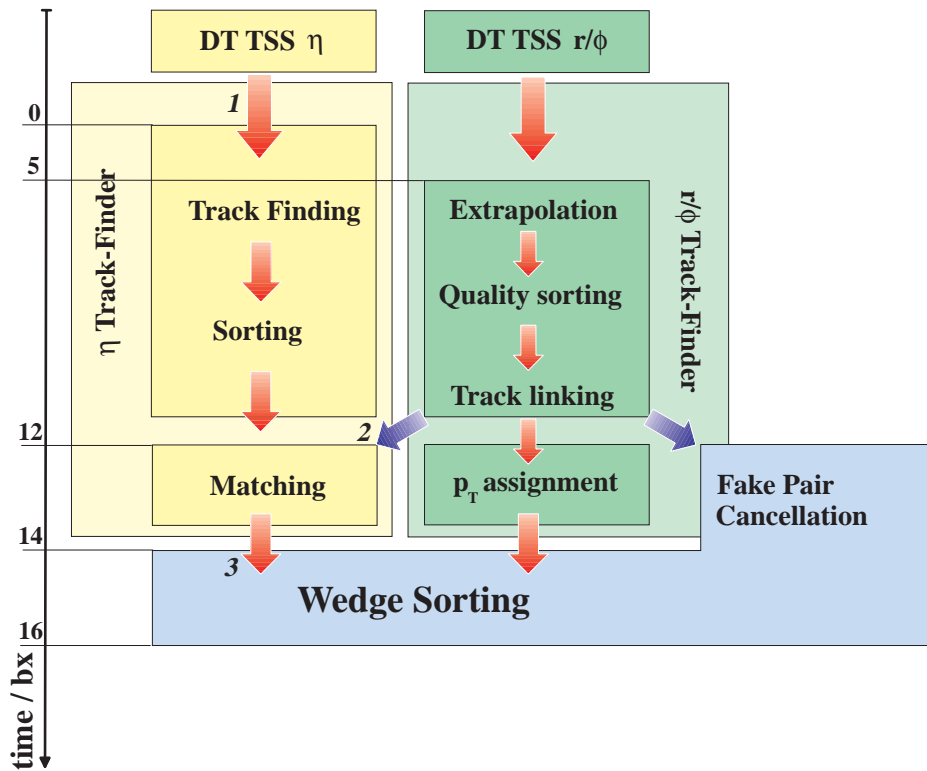 DT TSS η
DT TSS r/ϕ
1
0
5
η Track-Finder
Track Finding
Sorting
Extrapolation
Quality sorting
Track linking
r/ϕ Track-Finder
2
12
Matching
p_T assignment
Fake Pair
Cancellation
14
3
Wedge Sorting
16
time / bx